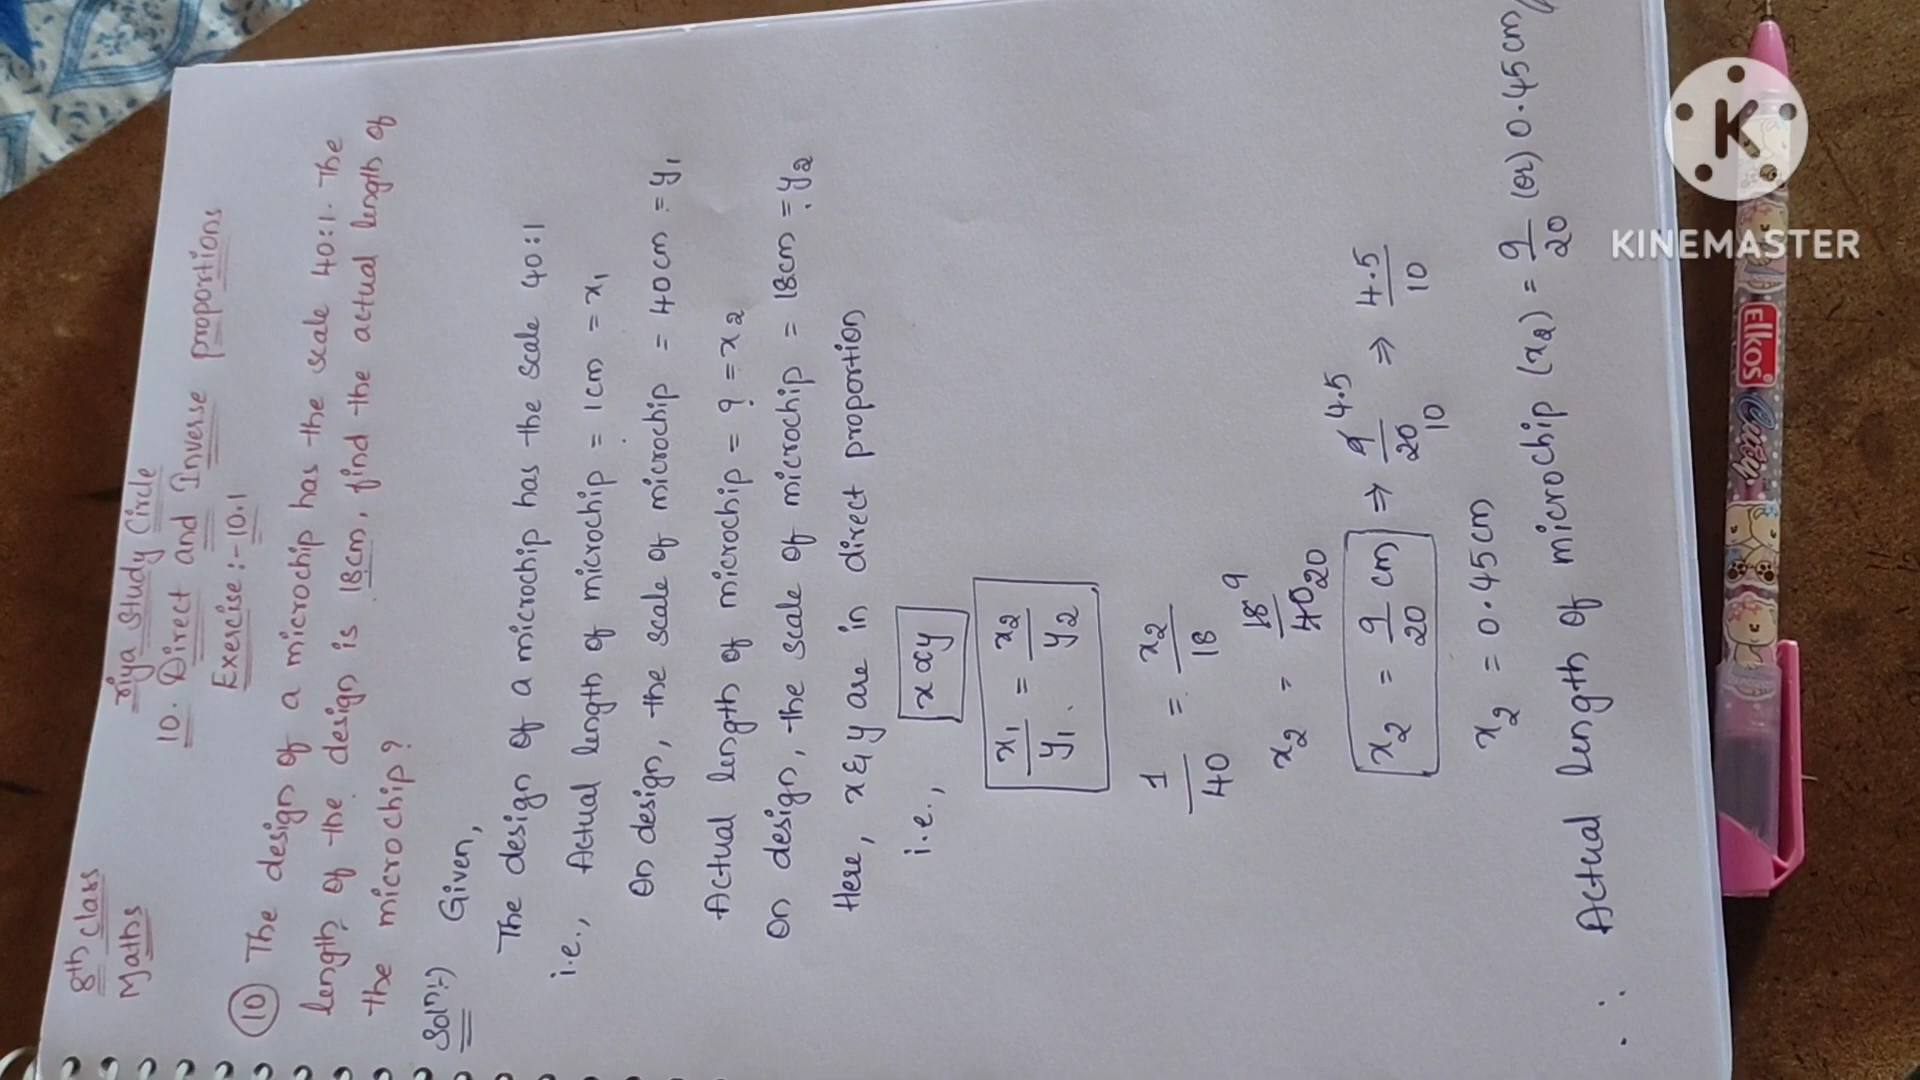 riya Study Circle
8th class
Maths
10. Direct and Inverse proportions
Exercise:- 10.1
10 The design of a microchip has the scale 40:1. The
length of the design is 18cm, find the actual length of
the microchip?
Soln:-) Given,
The design of a microchip has the scale 40:1
i.e., Actual length of microchip = 1cm = x₁
On design, the scale of microchip = 40cm = y₁
Actual length of microchip = ? = x₂
On design, the scale of microchip = 18cm = y₂
Here, x & y are in direct proportion
i.e., x ∝ y
x₁/y₁ = x₂/y₂
1/40 = x₂/18
x₂ = 18 9/40 20
x₂ = 9/20 cm ⇒ 9 4.5/20 10 ⇒ 4.5/10
x₂ = 0.45cm
∴ Actual length of microchip (x₂) = 9/20 (or) 0.45cm//
Elkos
K
KINEMASTER